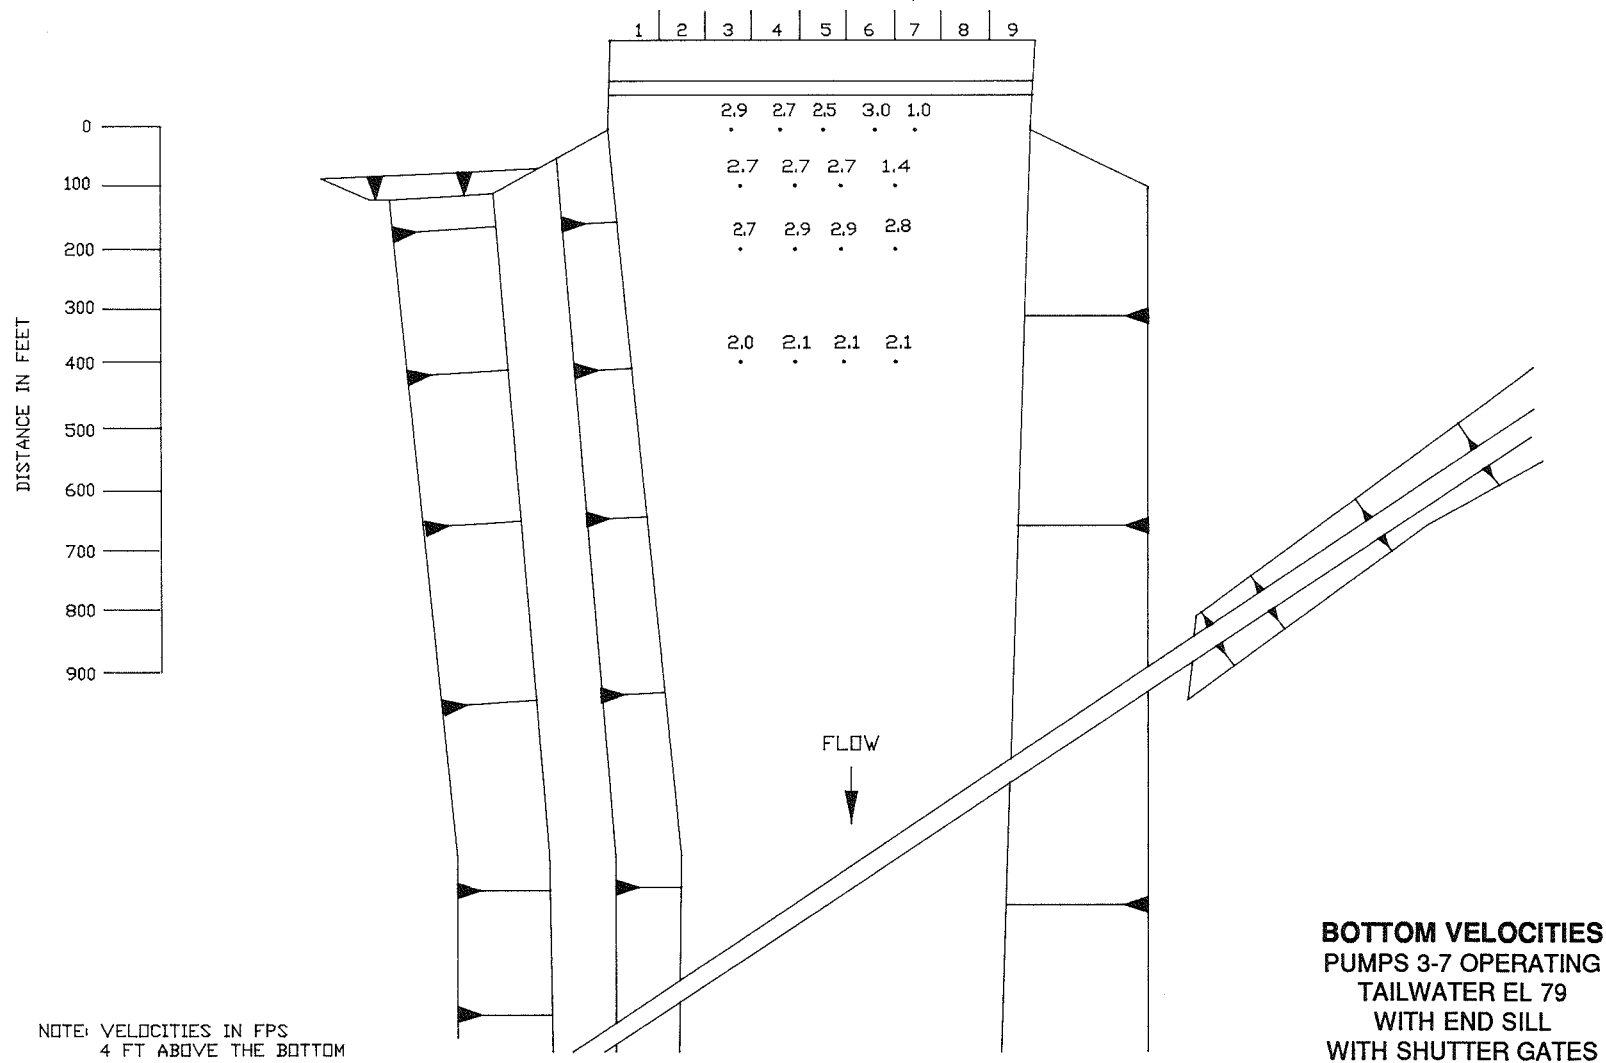 1 2 3 4 5 6 7 8 9
2.9 2.7 2.5 3.0 1.0
2.7 2.7 2.7 1.4
2.7 2.9 2.9 2.8
2.0 2.1 2.1 2.1
0
100
200
300
400
500
600
700
800
900
DISTANCE IN FEET
FLOW
NOTE: VELOCITIES IN FPS
4 FT ABOVE THE BOTTOM
BOTTOM VELOCITIES
PUMPS 3-7 OPERATING
TAILWATER EL 79
WITH END SILL
WITH SHUTTER GATES